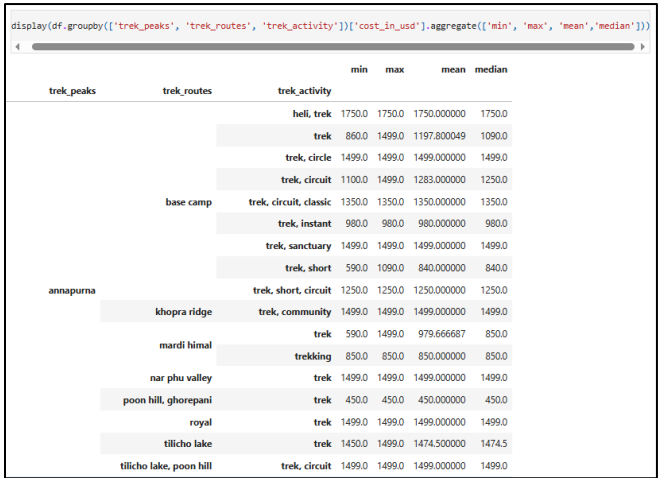 display(df.groupby(['trek_peaks', 'trek_routes', 'trek_activity'])['cost_in_usd'].aggregate(['min', 'max', 'mean','median']))
min max mean median
trek_peaks trek_routes trek_activity
heli, trek 1750.0 1750.0 1750.000000 1750.0
trek 860.0 1499.0 1197.800049 1090.0
trek, circle 1499.0 1499.0 1499.000000 1499.0
trek, circuit 1100.0 1499.0 1283.000000 1250.0
base camp trek, circuit, classic 1350.0 1350.0 1350.000000 1350.0
trek, instant 980.0 980.0 980.000000 980.0
trek, sanctuary 1499.0 1499.0 1499.000000 1499.0
trek, short 590.0 1090.0 840.000000 840.0
annapurna trek, short, circuit 1250.0 1250.0 1250.000000 1250.0
khopra ridge trek, community 1499.0 1499.0 1499.000000 1499.0
mardi himal trek 590.0 1499.0 979.666687 850.0
trekking 850.0 850.0 850.000000 850.0
nar phu valley trek 1499.0 1499.0 1499.000000 1499.0
poon hill, ghorepani trek 450.0 450.0 450.000000 450.0
royal trek 1499.0 1499.0 1499.000000 1499.0
tilicho lake trek 1450.0 1499.0 1474.500000 1474.5
tilicho lake, poon hill trek, circuit 1499.0 1499.0 1499.000000 1499.0